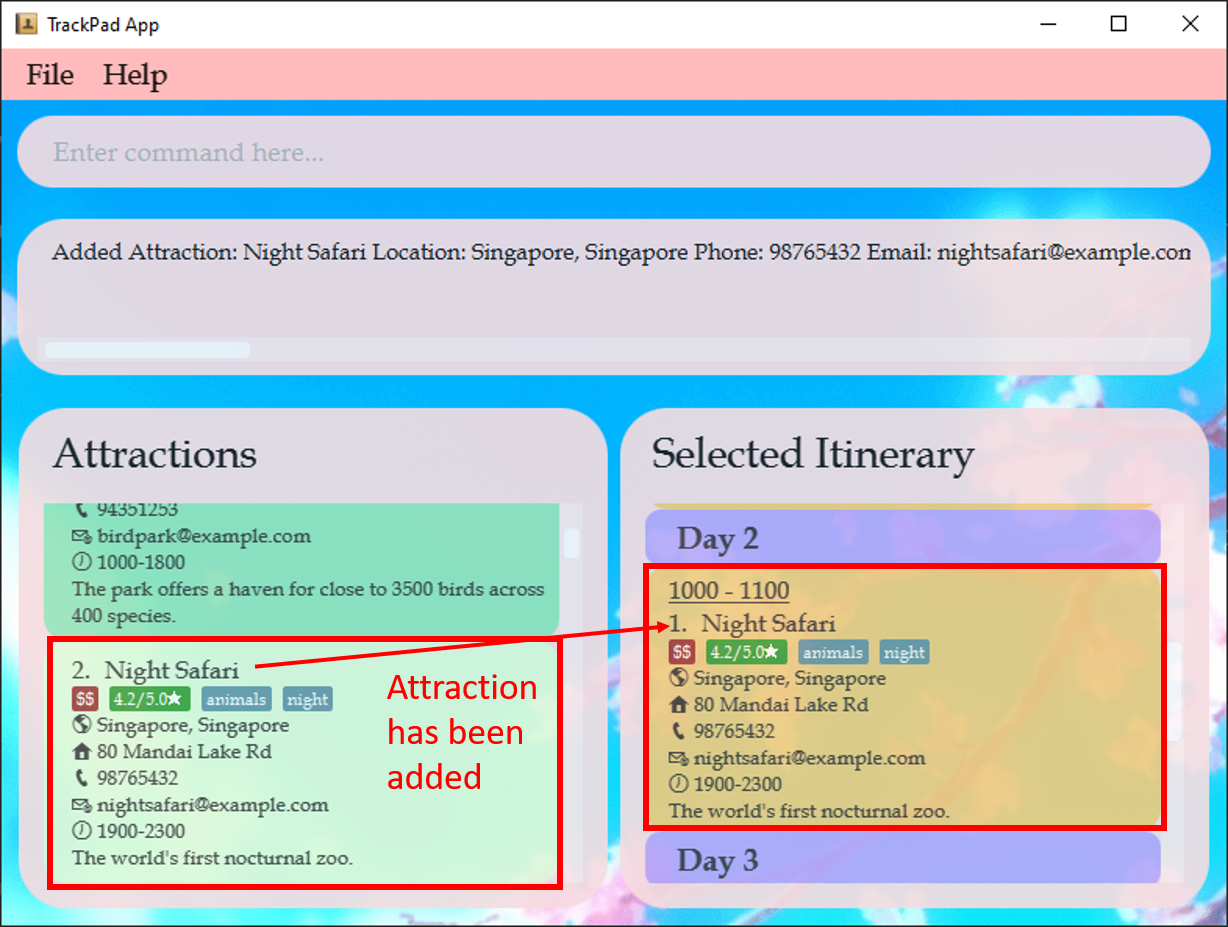 TrackPad App
File Help
Enter command here...
Added Attraction: Night Safari Location: Singapore, Singapore Phone: 98765432 Email: nightsafari@example.com
Attractions
94351253
birdpark@example.com
1000-1800
The park offers a haven for close to 3500 birds across
400 species.
2. Night Safari
$$ 4.2/5.0★ animals night
Singapore, Singapore
80 Mandai Lake Rd
98765432
nightsafari@example.com
1900-2300
The world's first nocturnal zoo.
Attraction
has been
added
Selected Itinerary
Day 2
1000 - 1100
1. Night Safari
$$ 4.2/5.0★ animals night
Singapore, Singapore
80 Mandai Lake Rd
98765432
nightsafari@example.com
1900-2300
The world's first nocturnal zoo.
Day 3